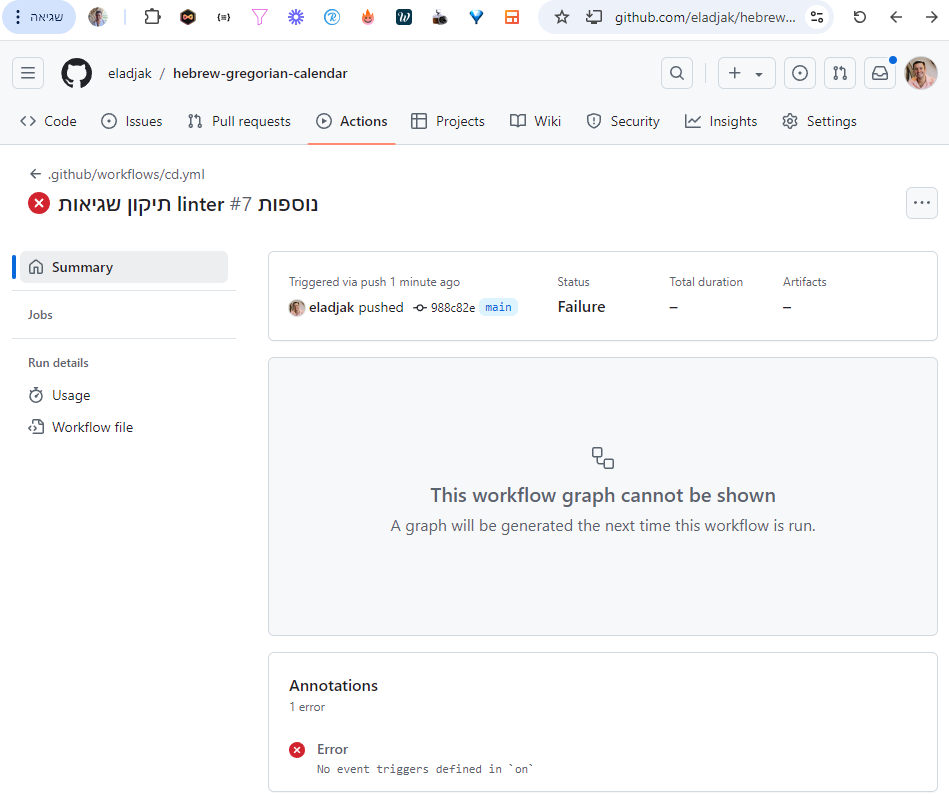 שגיאה
github.com/eladjak/hebrew...
eladjak / hebrew-gregorian-calendar
Code Issues Pull requests Actions Projects Wiki Security Insights Settings
.github/workflows/cd.yml
תיקון שגיאות linter #7 נוספות
Summary
Jobs
Run details
Usage
Workflow file
Triggered via push 1 minute ago
eladjak pushed 988c82e main
Status
Failure
Total duration
–
Artifacts
–
This workflow graph cannot be shown
A graph will be generated the next time this workflow is run.
Annotations
1 error
Error
No event triggers defined in `on`